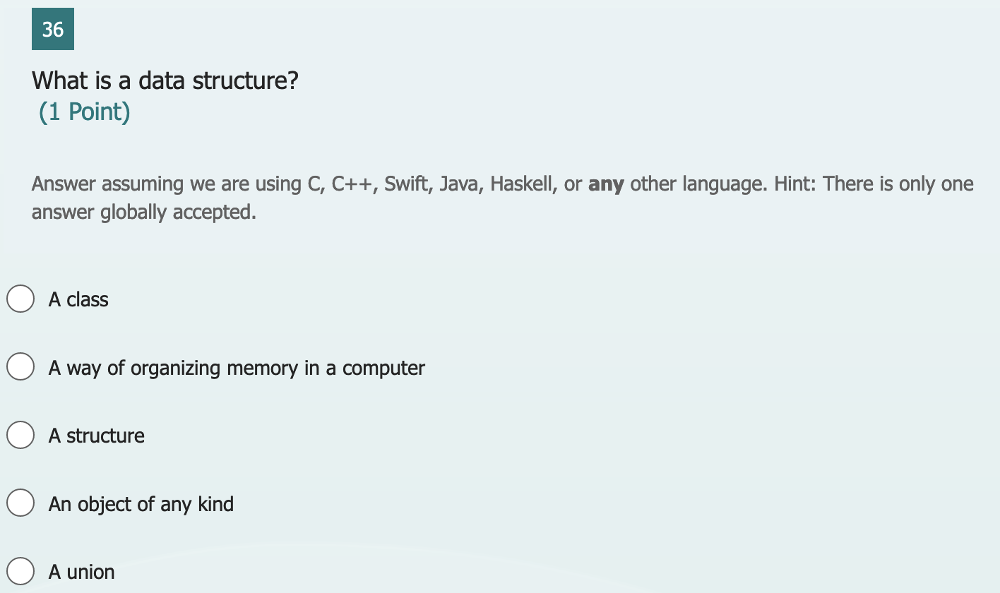 36
What is a data structure?
(1 Point)
Answer assuming we are using C, C++, Swift, Java, Haskell, or any other language. Hint: There is only one
answer globally accepted.
A class
A way of organizing memory in a computer
A structure
An object of any kind
A union